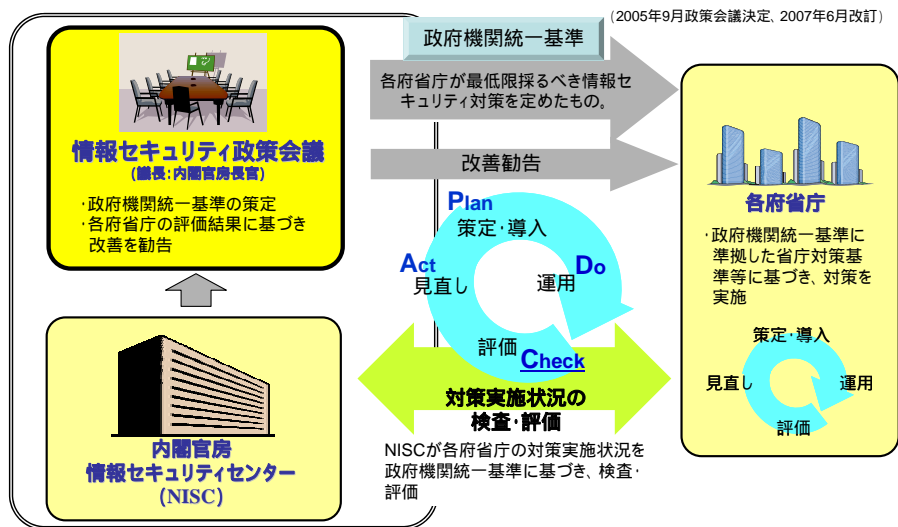 (2005年9月政策会議決定、2007年6月改訂)
政府機関統一基準
各府省庁が最低限採るべき情報セ
キュリティ対策を定めたもの。
情報セキュリティ政策会議
(議長:内閣官房長官)
・政府機関統一基準の策定
・各府省庁の評価結果に基づき
改善を勧告
改善勧告
Plan
策定・導入
Act
見直し
Do
運用
評価
Check
対策実施状況の
検査・評価
NISCが各府省庁の対策実施状況を
政府機関統一基準に基づき、検査・
評価
内閣官房
情報セキュリティセンター
(NISC)
各府省庁
・政府機関統一基準に
準拠した省庁対策基
準等に基づき、対策を
実施
策定・導入
見直し
運用
評価